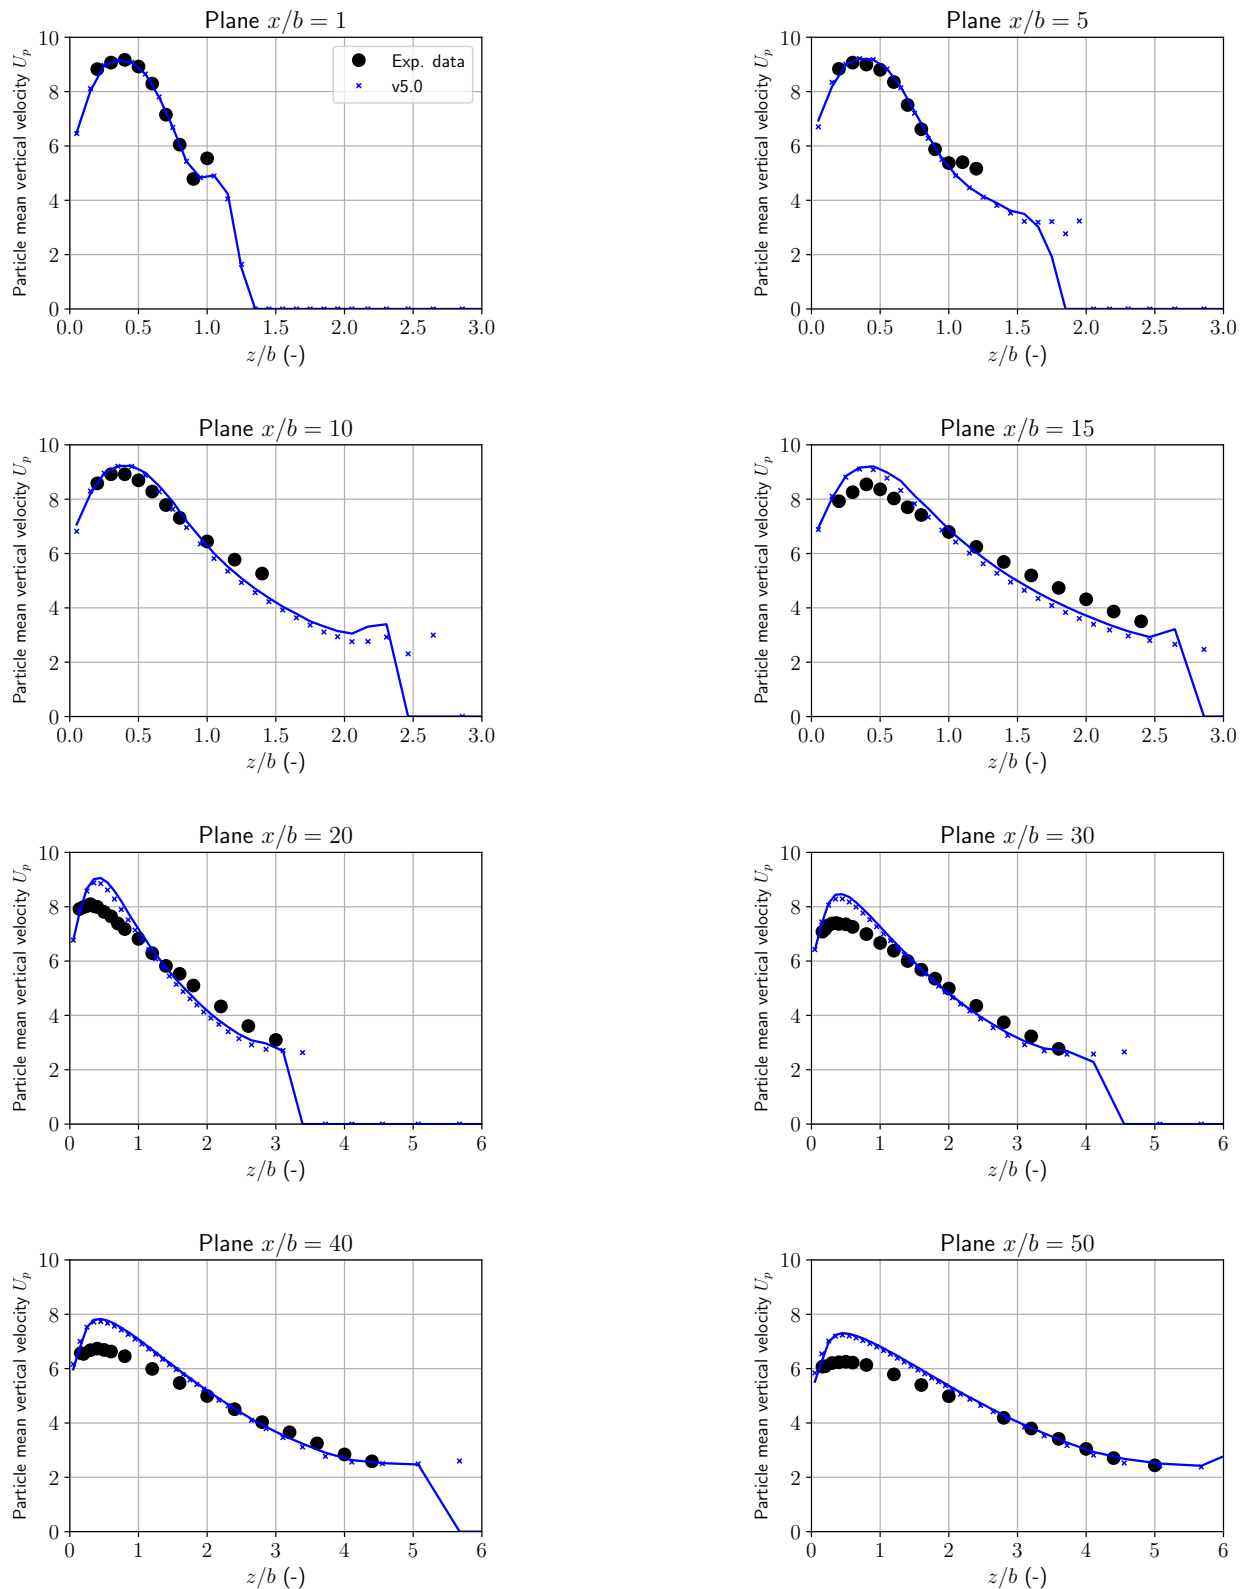 Plane x/b = 1
Particle mean vertical velocity U_p
10
8
6
4
2
0
Exp. data
v5.0
0.0 0.5 1.0 1.5 2.0 2.5 3.0
z/b (-)
Plane x/b = 5
Particle mean vertical velocity U_p
10
8
6
4
2
0
0.0 0.5 1.0 1.5 2.0 2.5 3.0
z/b (-)
Plane x/b = 10
Particle mean vertical velocity U_p
10
8
6
4
2
0
0.0 0.5 1.0 1.5 2.0 2.5 3.0
z/b (-)
Plane x/b = 15
Particle mean vertical velocity U_p
10
8
6
4
2
0
0.0 0.5 1.0 1.5 2.0 2.5 3.0
z/b (-)
Plane x/b = 20
Particle mean vertical velocity U_p
10
8
6
4
2
0
0 1 2 3 4 5 6
z/b (-)
Plane x/b = 30
Particle mean vertical velocity U_p
10
8
6
4
2
0
0 1 2 3 4 5 6
z/b (-)
Plane x/b = 40
Particle mean vertical velocity U_p
10
8
6
4
2
0
0 1 2 3 4 5 6
z/b (-)
Plane x/b = 50
Particle mean vertical velocity U_p
10
8
6
4
2
0
0 1 2 3 4 5 6
z/b (-)